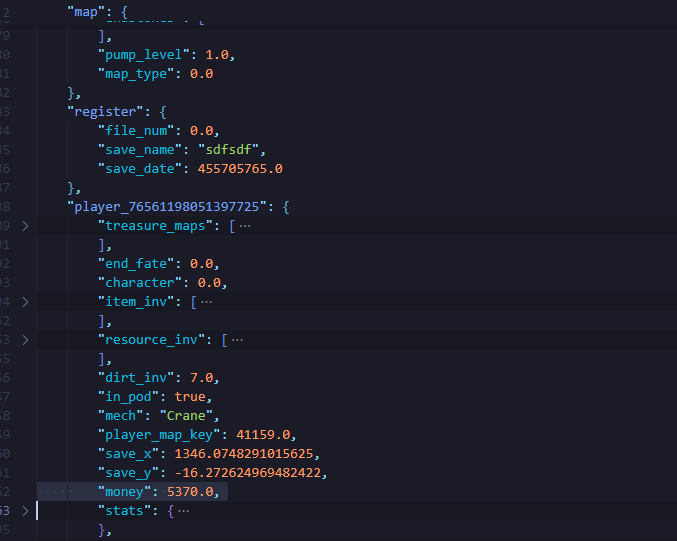 "map": {
],
"pump_level": 1.0,
"map_type": 0.0
},
"register": {
"file_num": 0.0,
"save_name": "sdfsdf",
"save_date": 455705765.0
},
"player_76561198051397725": {
"treasure_maps": [ ...
],
"end_fate": 0.0,
"character": 0.0,
"item_inv": [ ...
],
"resource_inv": [ ...
],
"dirt_inv": 7.0,
"in_pod": true,
"mech": "Crane",
"player_map_key": 41159.0,
"save_x": 1346.0748291015625,
"save_y": -16.272624969482422,
"money": 5370.0,
"stats": { ...
},